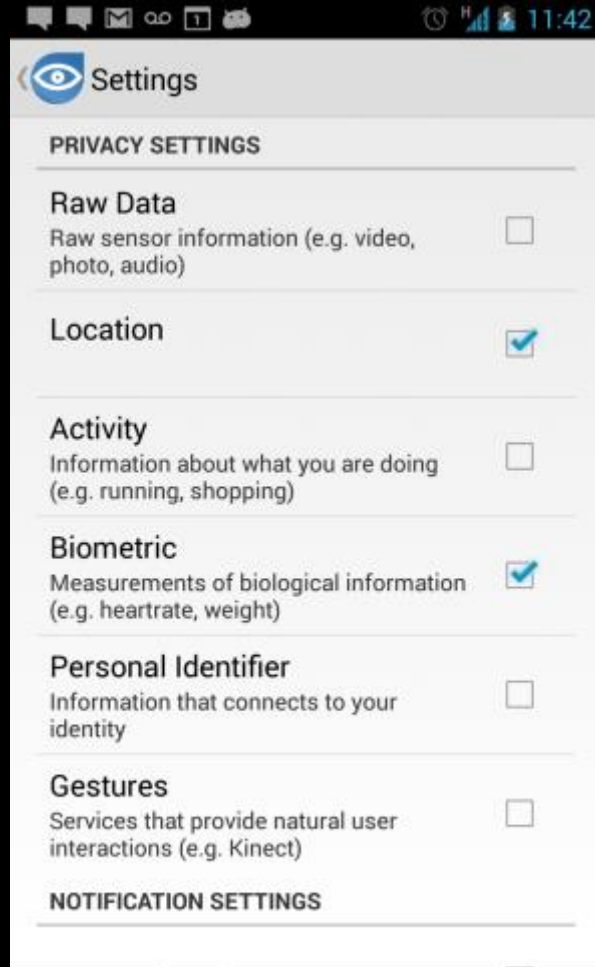 11:42
Settings
PRIVACY SETTINGS
Raw Data
Raw sensor information (e.g. video,
photo, audio)
Location
Activity
Information about what you are doing
(e.g. running, shopping)
Biometric
Measurements of biological information
(e.g. heartrate, weight)
Personal Identifier
Information that connects to your
identity
Gestures
Services that provide natural user
interactions (e.g. Kinect)
NOTIFICATION SETTINGS